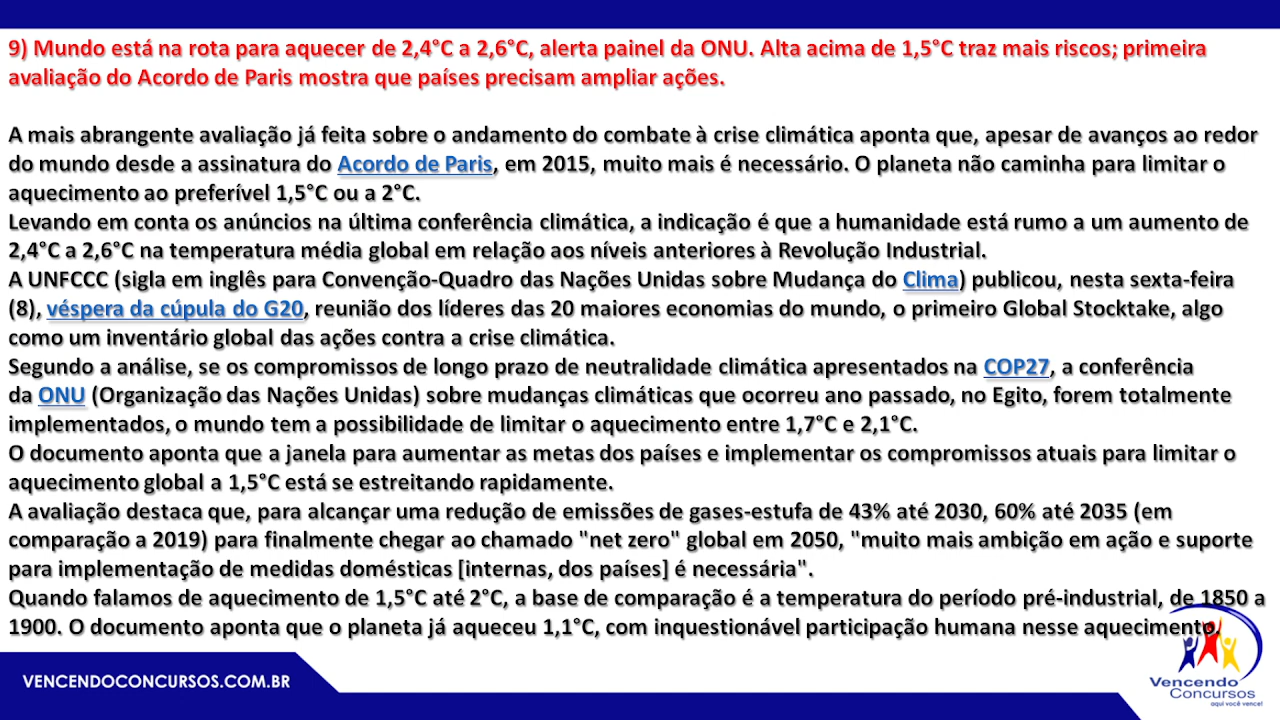 9) Mundo está na rota para aquecer de 2,4°C a 2,6°C, alerta painel da ONU. Alta acima de 1,5°C traz mais riscos; primeira
avaliação do Acordo de Paris mostra que países precisam ampliar ações.
A mais abrangente avaliação já feita sobre o andamento do combate à crise climática aponta que, apesar de avanços ao redor
do mundo desde a assinatura do Acordo de Paris, em 2015, muito mais é necessário. O planeta não caminha para limitar o
aquecimento ao preferível 1,5°C ou a 2°C.
Levando em conta os anúncios na última conferência climática, a indicação é que a humanidade está rumo a um aumento de
2,4°C a 2,6°C na temperatura média global em relação aos níveis anteriores à Revolução Industrial.
A UNFCCC (sigla em inglês para Convenção-Quadro das Nações Unidas sobre Mudança do Clima) publicou, nesta sexta-feira
(8), véspera da cúpula do G20, reunião dos líderes das 20 maiores economias do mundo, o primeiro Global Stocktake, algo
como um inventário global das ações contra a crise climática.
Segundo a análise, se os compromissos de longo prazo de neutralidade climática apresentados na COP27, a conferência
da ONU (Organização das Nações Unidas) sobre mudanças climáticas que ocorreu ano passado, no Egito, forem totalmente
implementados, o mundo tem a possibilidade de limitar o aquecimento entre 1,7°C e 2,1°C.
O documento aponta que a janela para aumentar as metas dos países e implementar os compromissos atuais para limitar o
aquecimento global a 1,5°C está se estreitando rapidamente.
A avaliação destaca que, para alcançar uma redução de emissões de gases-estufa de 43% até 2030, 60% até 2035 (em
comparação a 2019) para finalmente chegar ao chamado "net zero" global em 2050, "muito mais ambição em ação e suporte
para implementação de medidas domésticas [internas, dos países] é necessária".
Quando falamos de aquecimento de 1,5°C até 2°C, a base de comparação é a temperatura do período pré-industrial, de 1850 a
1900. O documento aponta que o planeta já aqueceu 1,1°C, com inquestionável participação humana nesse aquecimento.
VENCENDOCONCURSOS.COM.BR
Vencendo
Concursos
aqui você vence!